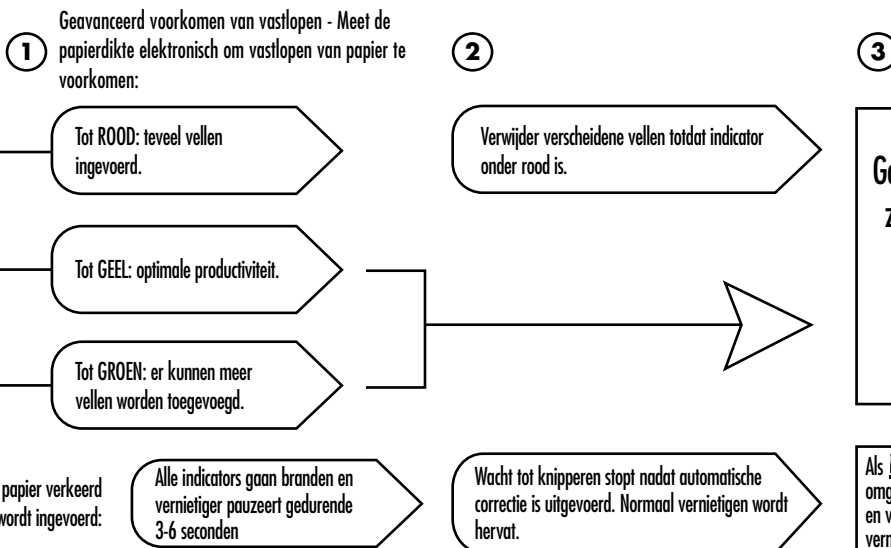 1
Geavanceerd voorkomen van vastlopen - Meet de
papierdikte elektronisch om vastlopen van papier te
voorkomen:
2
3
Tot ROOD: teveel vellen
ingevoerd.
Verwijder verscheidene vellen totdat indicator
onder rood is.
Tot GEEL: optimale productiviteit.
Tot GROEN: er kunnen meer
vellen worden toegevoegd.
papier verkeerd
wordt ingevoerd:
Alle indicators gaan branden en
vernietiger pauzeert gedurende
3-6 seconden
Wacht tot knipperen stopt nadat automatische
correctie is uitgevoerd. Normaal vernietigen wordt
hervat.
Als
en